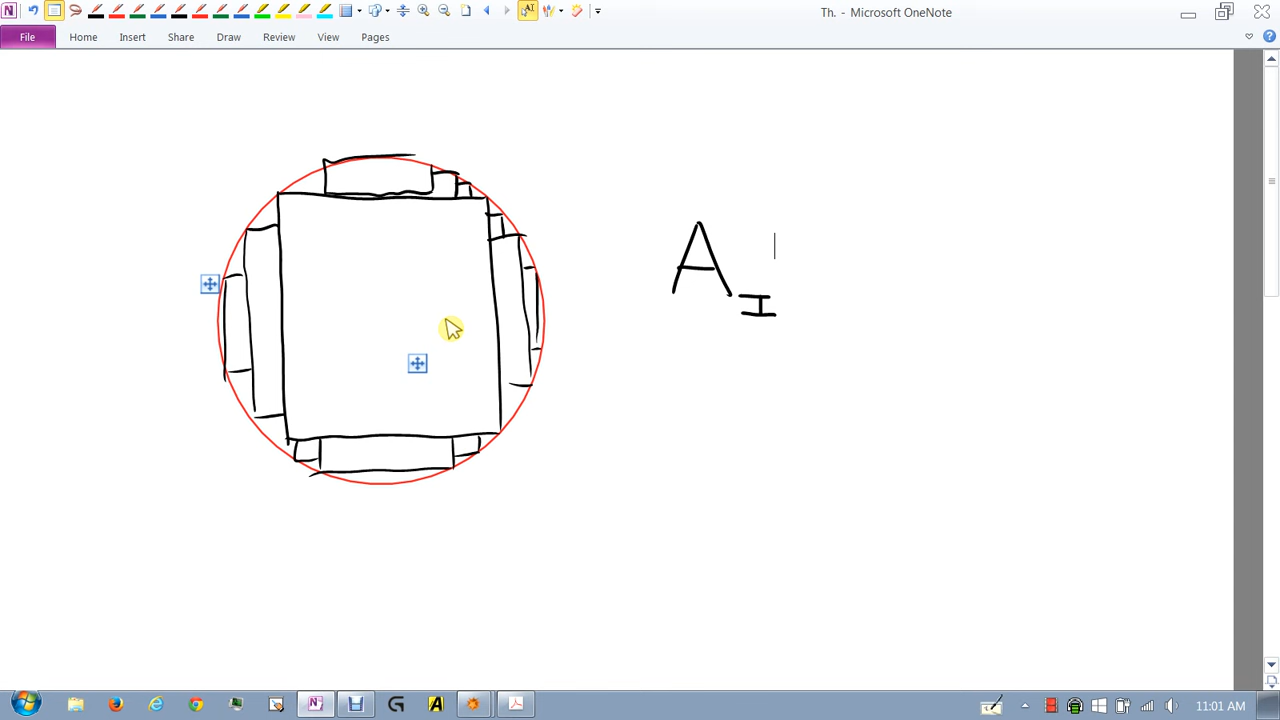 Th. - Microsoft OneNote
File Home Insert Share Draw Review View Pages
A I
11:01 AM